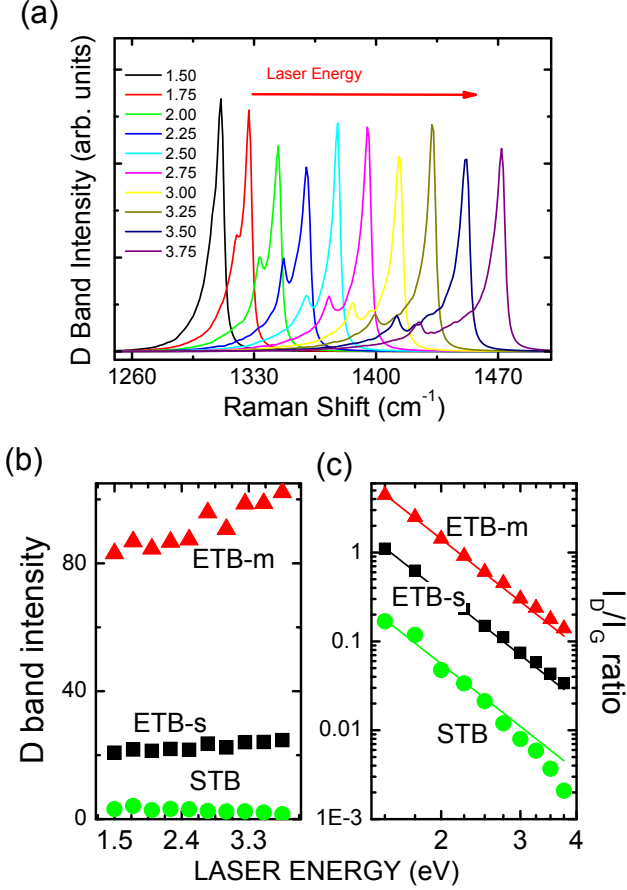 (a)
D Band Intensity (arb. units)
1.50
1.75
2.00
2.25
2.50
2.75
3.00
3.25
3.50
3.75
Laser Energy
1260 1330 1400 1470
Raman Shift (cm⁻¹)
(b)
D band intensity
80
40
0
ETB-m
ETB-s
STB
1.5 2.4 3.3
(c)
1
0.1
0.01
1E-3
ETB-m
ETB-s
STB
2 3 4
I_D/I_G ratio
LASER ENERGY (eV)